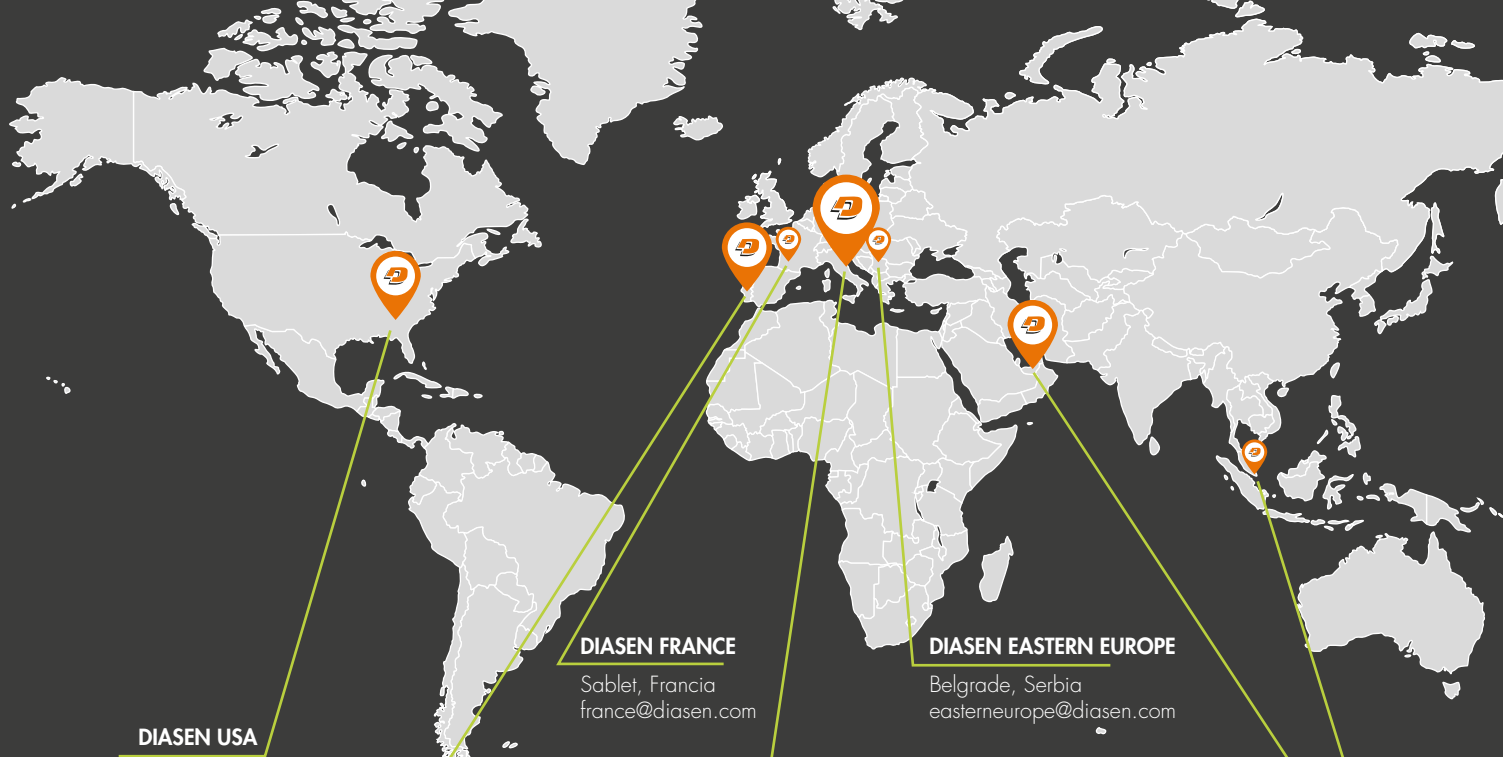 DIASEN FRANCE
Sablet, Francia
france@diasen.com
DIASEN EASTERN EUROPE
Belgrade, Serbia
easterneurope@diasen.com
DIASEN USA